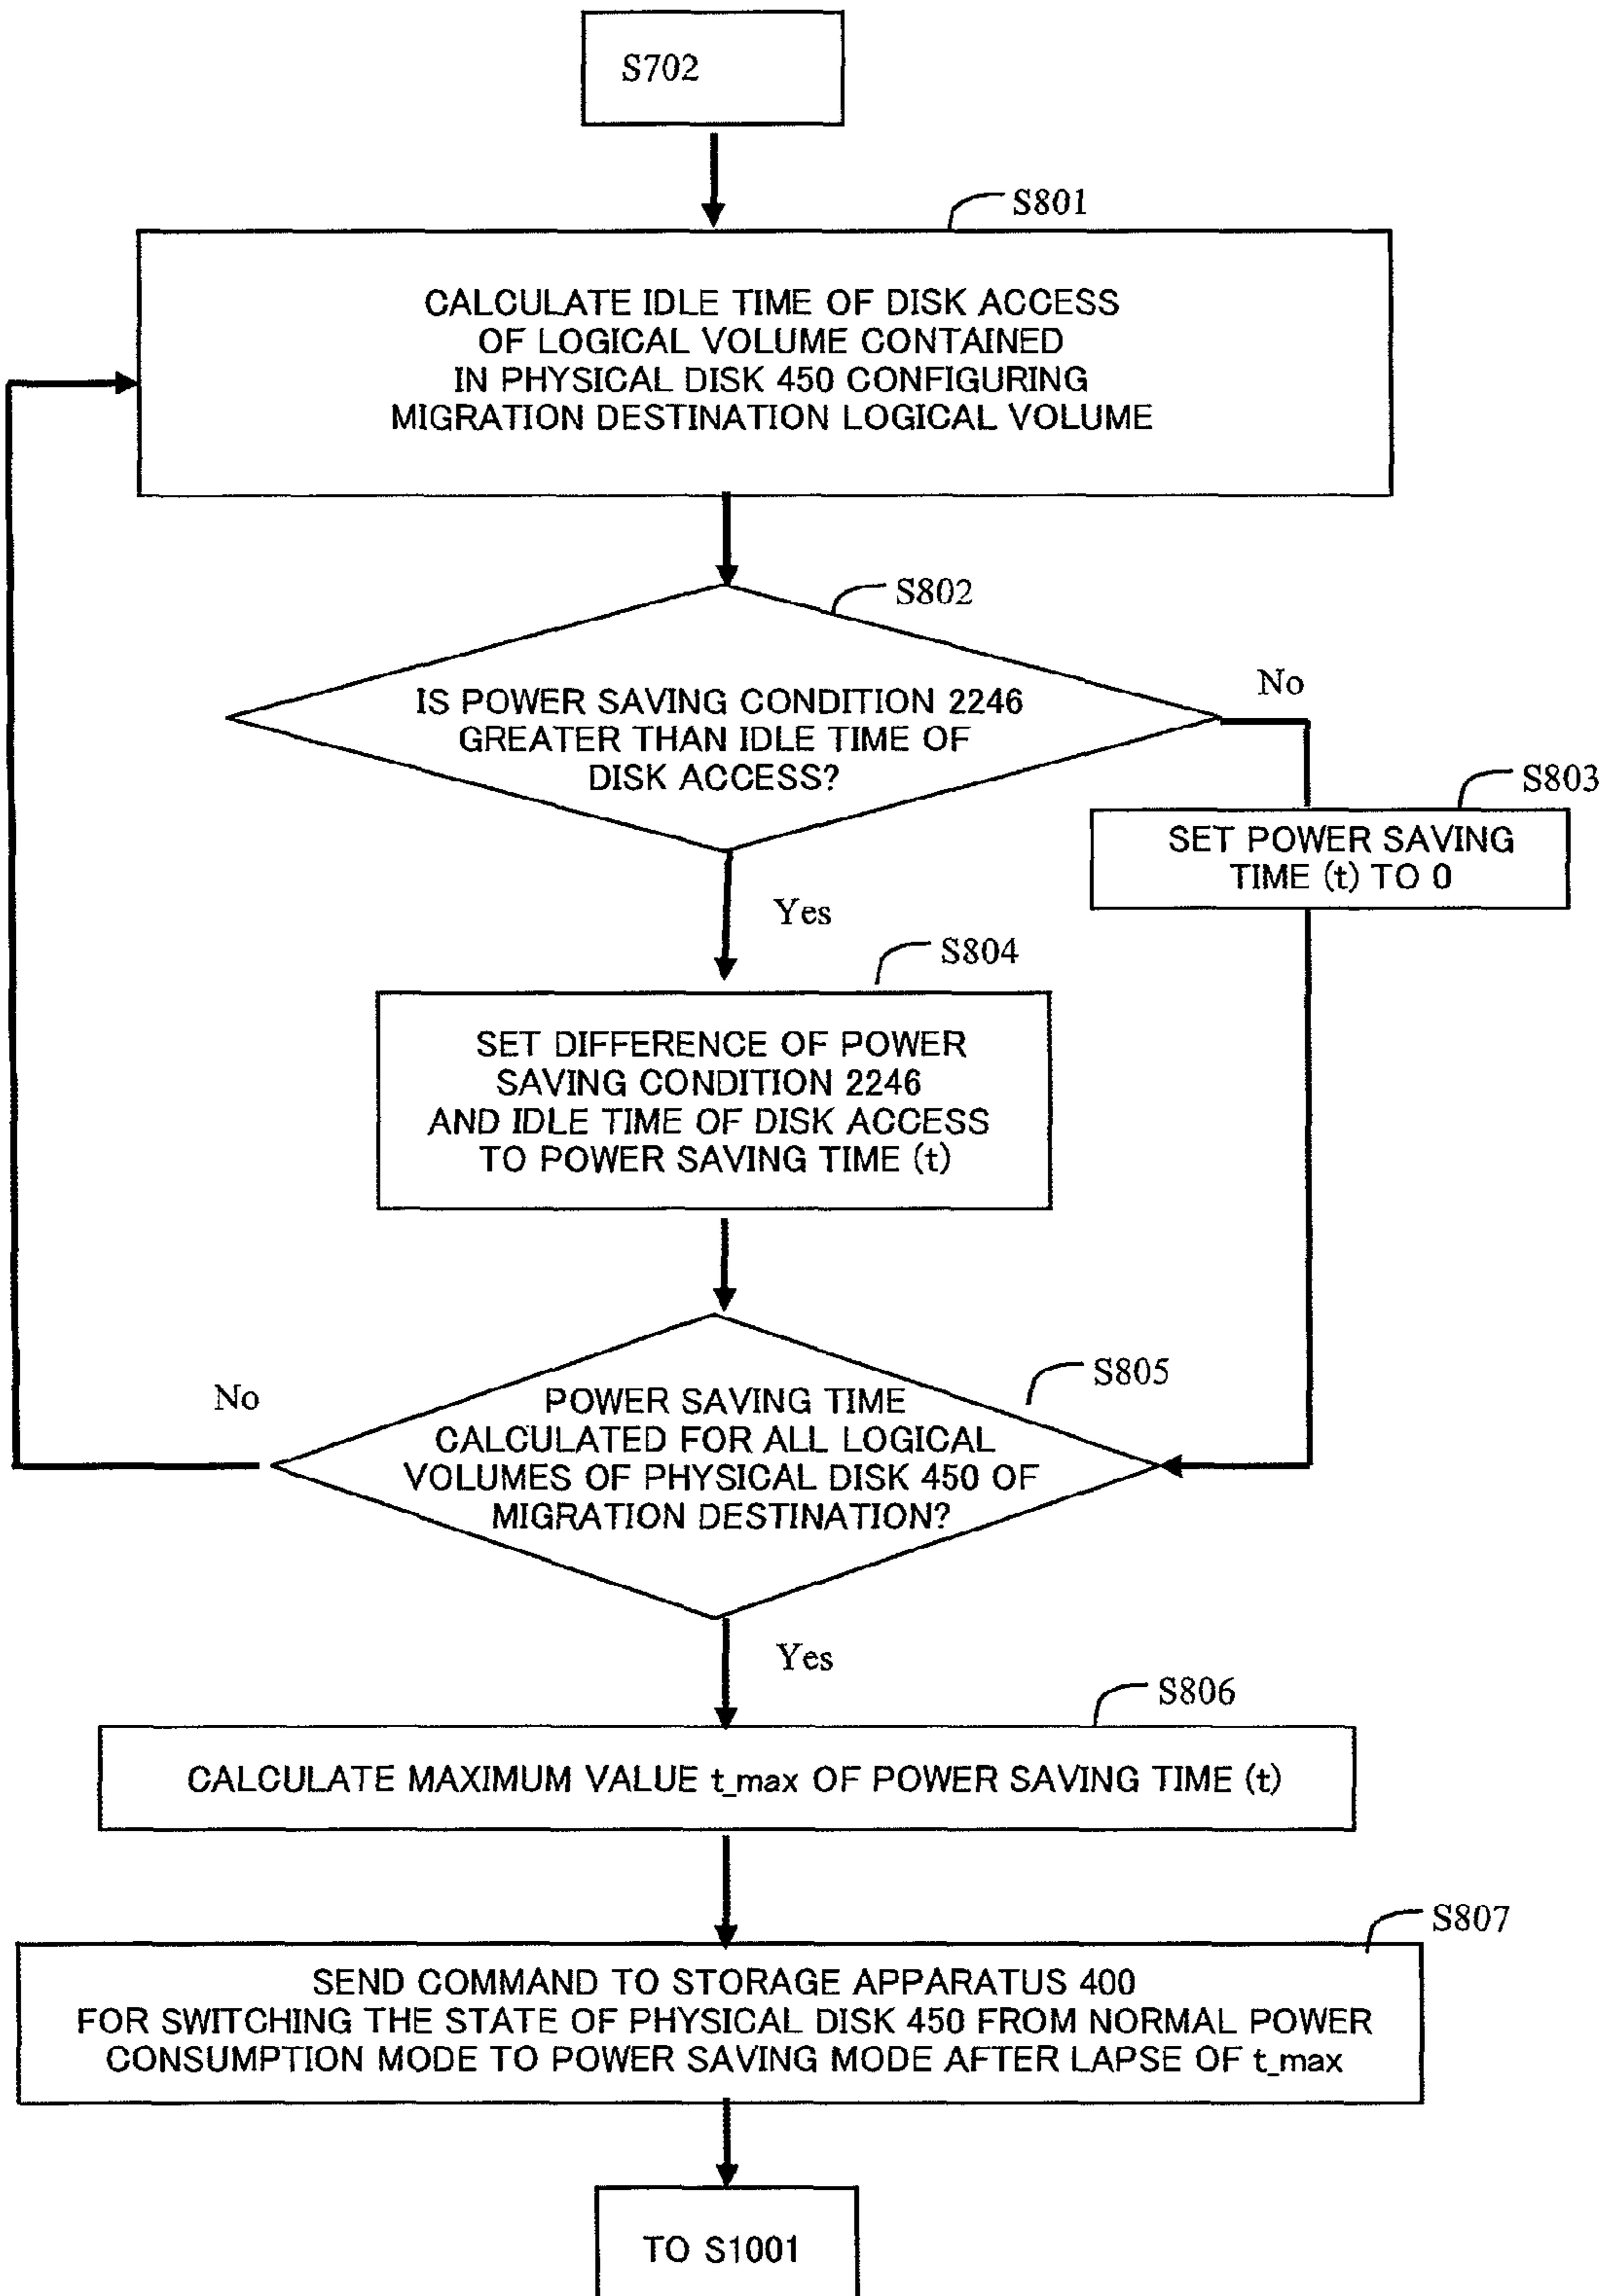 S702
S801
CALCULATE IDLE TIME OF DISK ACCESS
OF LOGICAL VOLUME CONTAINED
IN PHYSICAL DISK 450 CONFIGURING
MIGRATION DESTINATION LOGICAL VOLUME
S802
IS POWER SAVING CONDITION 2246
GREATER THAN IDLE TIME OF
DISK ACCESS?
No
S803
SET POWER SAVING
TIME (t) TO 0
Yes
S804
SET DIFFERENCE OF POWER
SAVING CONDITION 2246
AND IDLE TIME OF DISK ACCESS
TO POWER SAVING TIME (t)
No
S805
POWER SAVING TIME
CALCULATED FOR ALL LOGICAL
VOLUMES OF PHYSICAL DISK 450 OF
MIGRATION DESTINATION?
Yes
S806
CALCULATE MAXIMUM VALUE t_max OF POWER SAVING TIME (t)
S807
SEND COMMAND TO STORAGE APPARATUS 400
FOR SWITCHING THE STATE OF PHYSICAL DISK 450 FROM NORMAL POWER
CONSUMPTION MODE TO POWER SAVING MODE AFTER LAPSE OF t_max
TO S1001